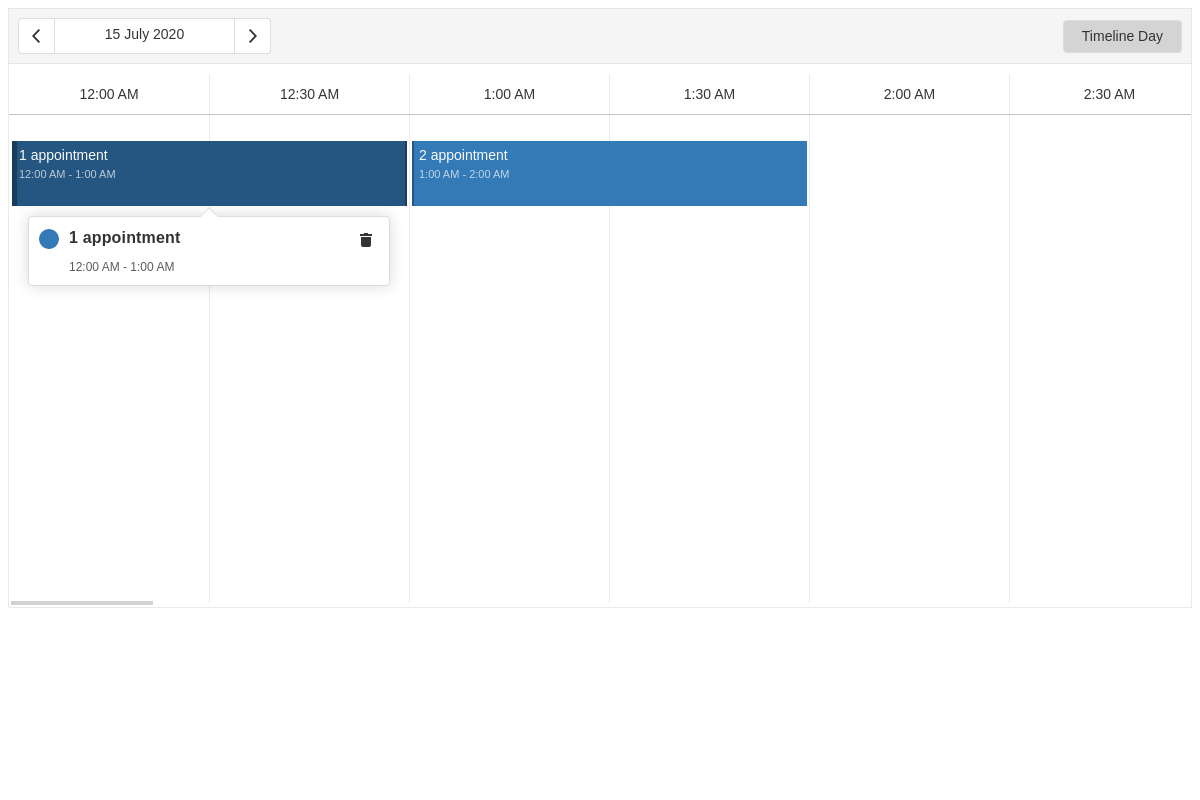 15 July 2020
Timeline Day
12:00 AM
12:30 AM
1:00 AM
1:30 AM
2:00 AM
2:30 AM
1 appointment
12:00 AM - 1:00 AM
2 appointment
1:00 AM - 2:00 AM
1 appointment
12:00 AM - 1:00 AM